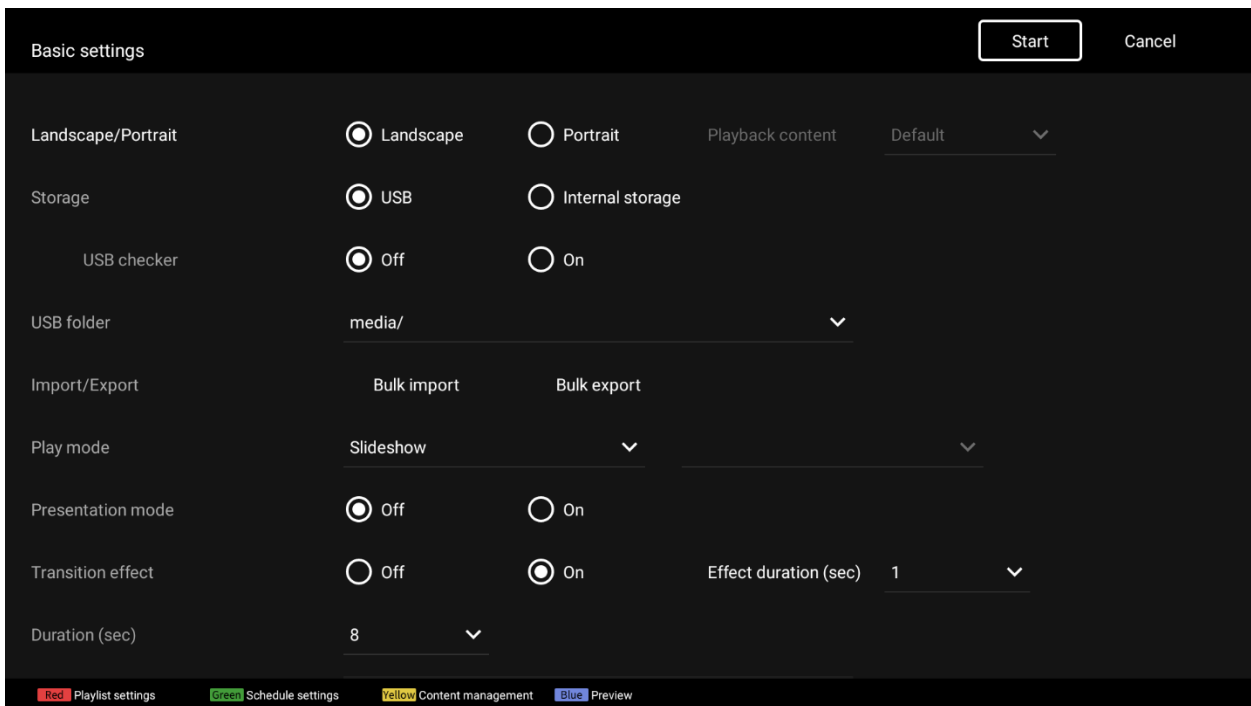 Basic settings Start Cancel
Landscape/Portrait Landscape Portrait Playback content Default
Storage USB Internal storage
USB checker Off On
USB folder media/
Import/Export Bulk import Bulk export
Play mode Slideshow
Presentation mode Off On
Transition effect Off On Effect duration (sec) 1
Duration (sec) 8
Red Playlist settings Green Schedule settings Yellow Content management Blue Preview